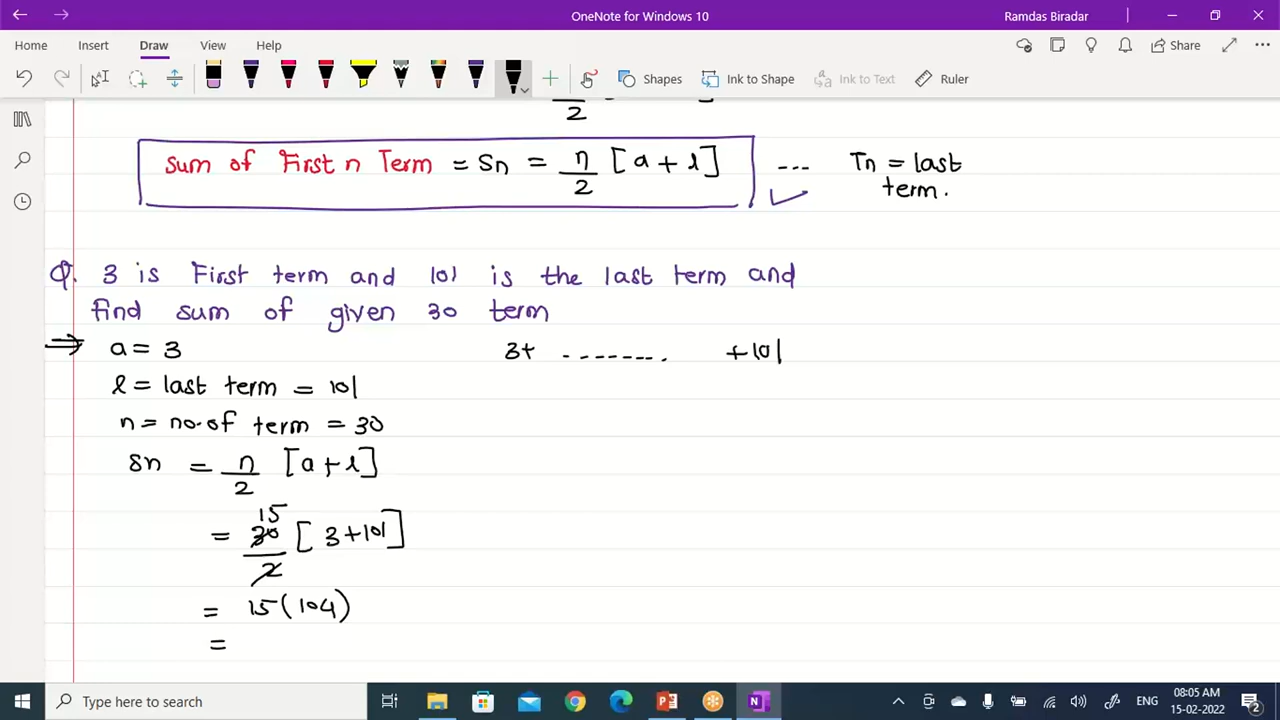 OneNote for Windows 10
Ramdas Biradar
Home Insert Draw View Help
Share
Shapes Ink to Shape Ink to Text Ruler
2
Sum of First n Term = Sn = n/2 [a + l] --- Tn = last
term.
Q. 3 is First term and 101 is the last term and
find sum of given 30 term
⇒ a = 3 3+ -------- +101
l = last term = 101
n = no.of term = 30
Sn = n/2 [a + l]
15
= 30/2 [3+101]
= 15(104)
=
Type here to search
ENG
08:05 AM
15-02-2022
2